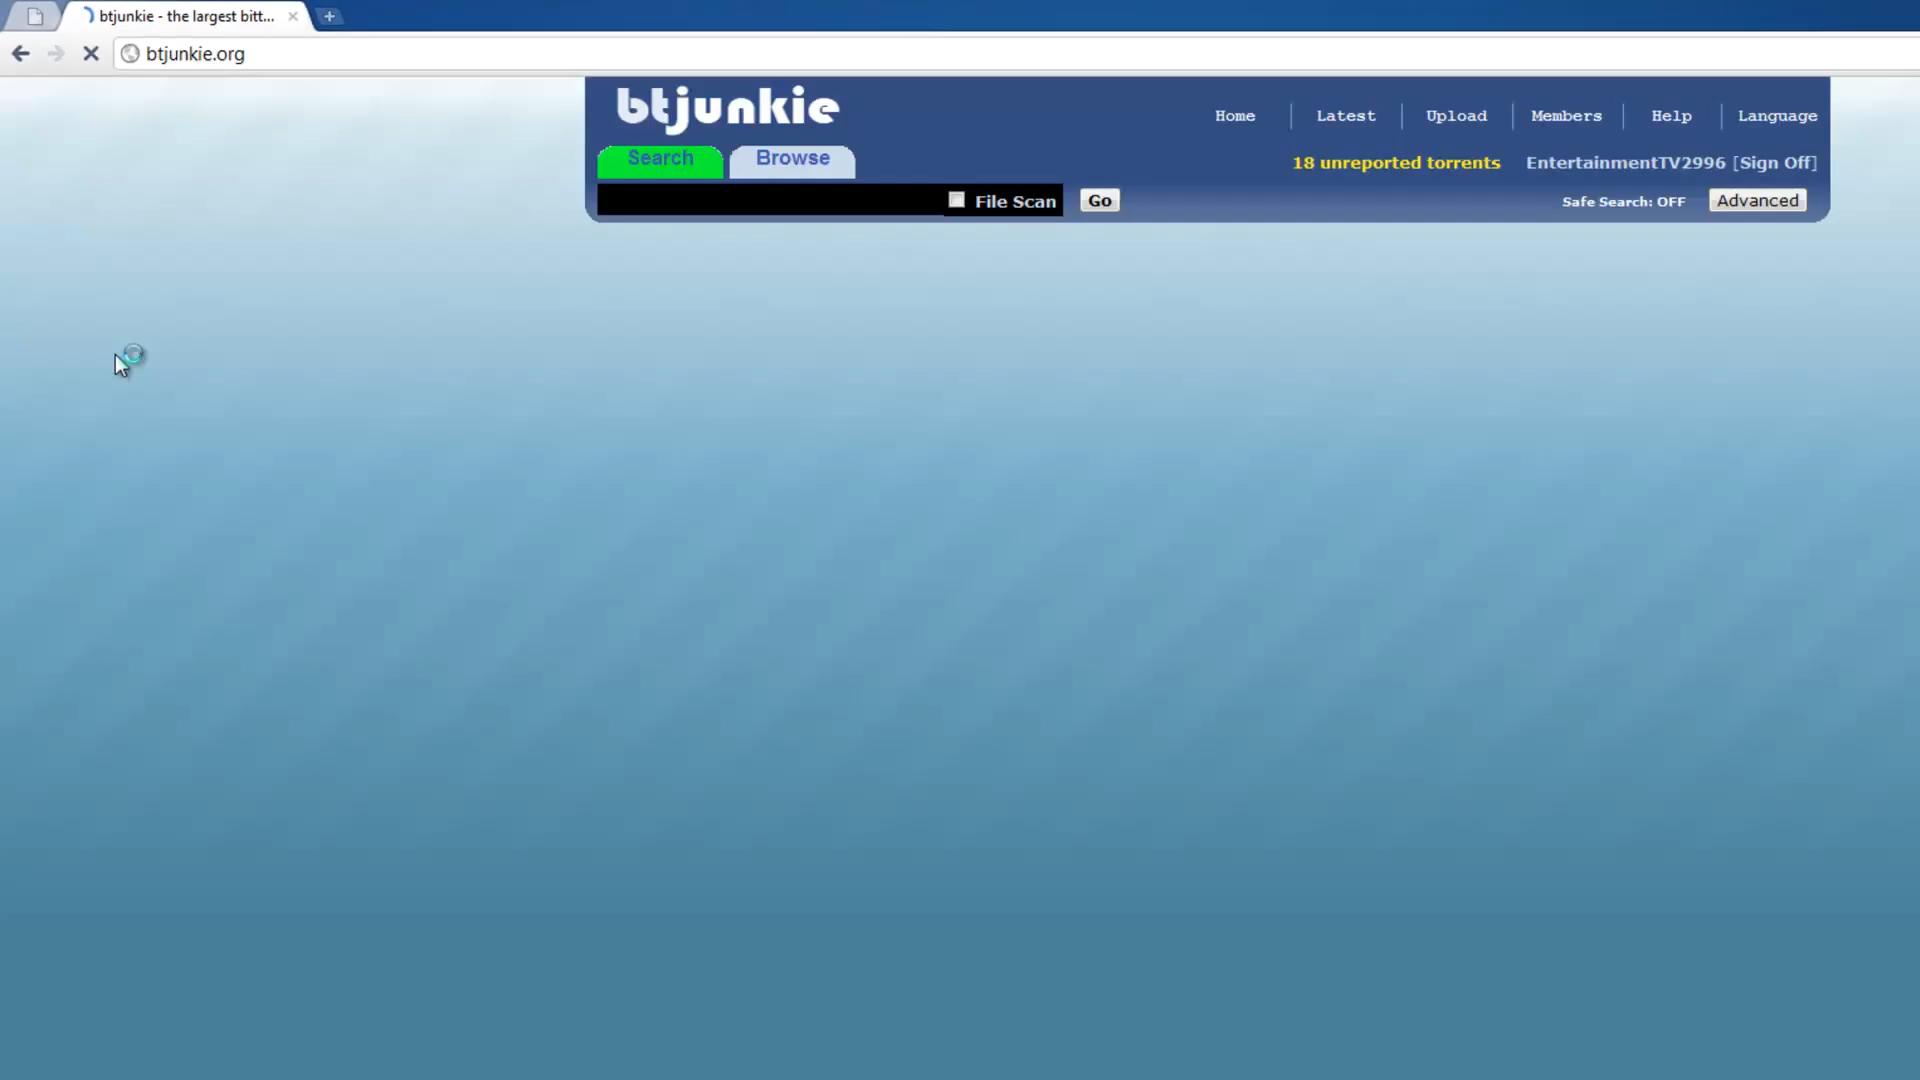 btjunkie - the largest bitt...
btjunkie.org
btjunkie
Home Latest Upload Members Help Language
Search Browse
18 unreported torrents EntertainmentTV2996 [Sign Off]
File Scan Go Safe Search: OFF Advanced